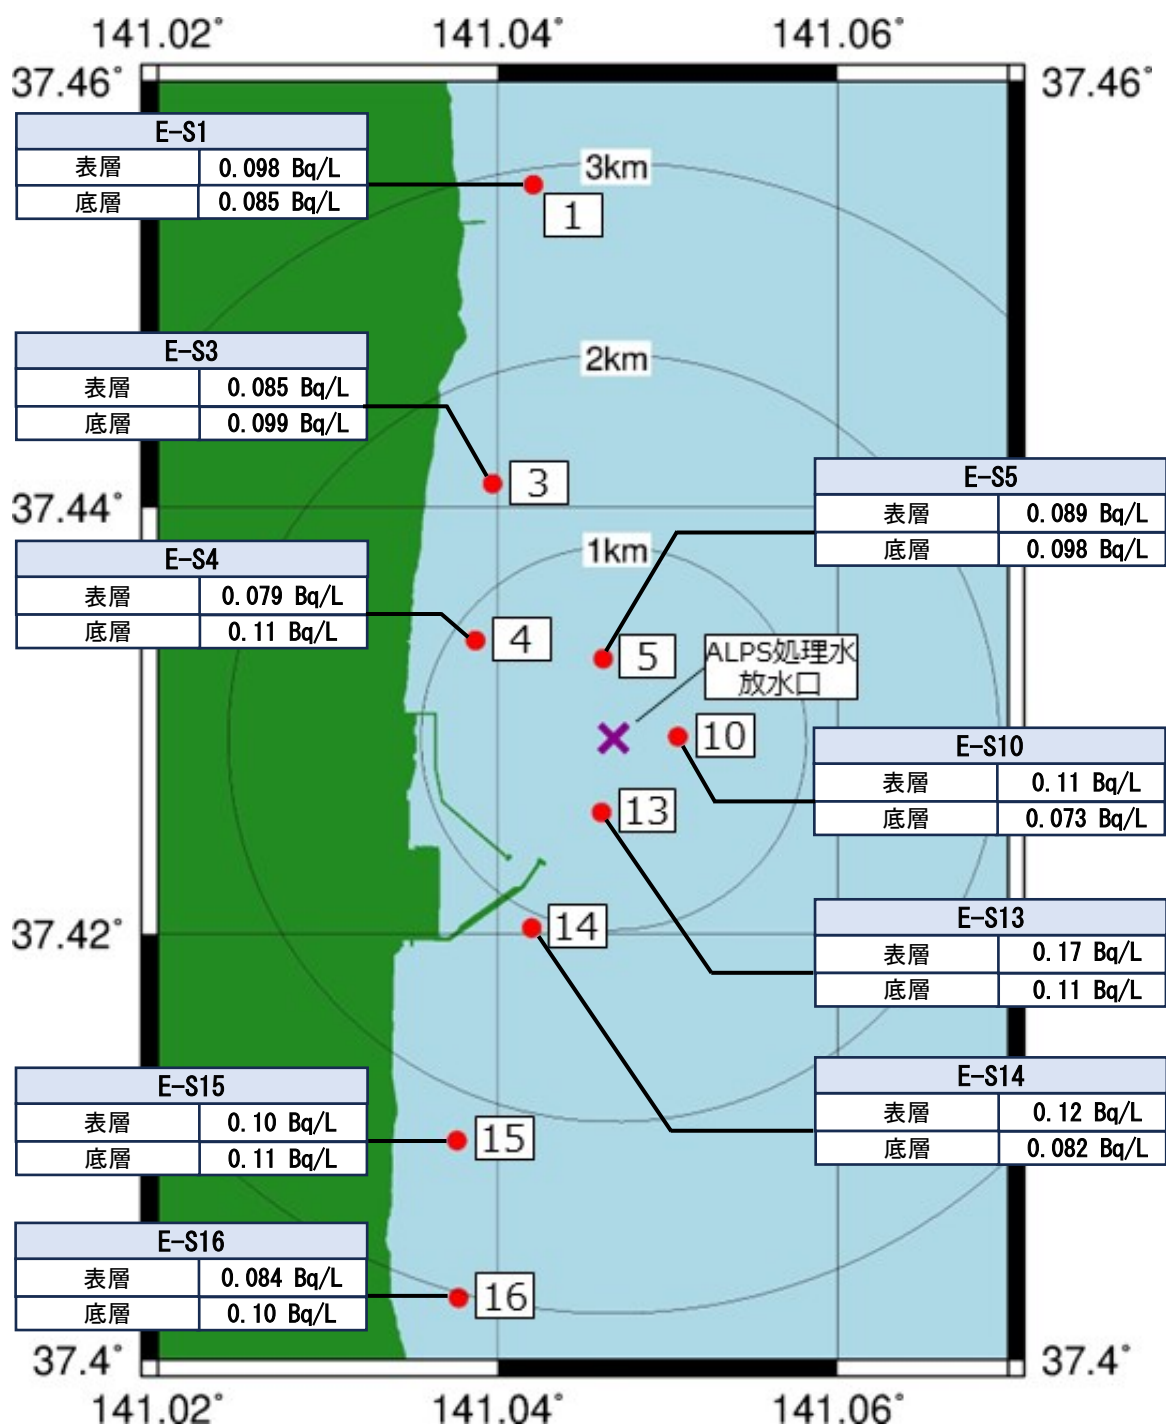 141.02° 141.04° 141.06°
37.46° 37.46°
E-S1
表層 0.098 Bq/L
底層 0.085 Bq/L
3km
1
E-S3
表層 0.085 Bq/L
底層 0.099 Bq/L
2km
3
E-S5
表層 0.089 Bq/L
底層 0.098 Bq/L
37.44°
1km
E-S4
表層 0.079 Bq/L
底層 0.11 Bq/L
4
5
ALPS処理水
放水口
10
E-S10
表層 0.11 Bq/L
底層 0.073 Bq/L
13
E-S13
表層 0.17 Bq/L
底層 0.11 Bq/L
14
37.42°
E-S14
表層 0.12 Bq/L
底層 0.082 Bq/L
E-S15
表層 0.10 Bq/L
底層 0.11 Bq/L
15
E-S16
表層 0.084 Bq/L
底層 0.10 Bq/L
16
37.4° 37.4°
141.02° 141.04° 141.06°